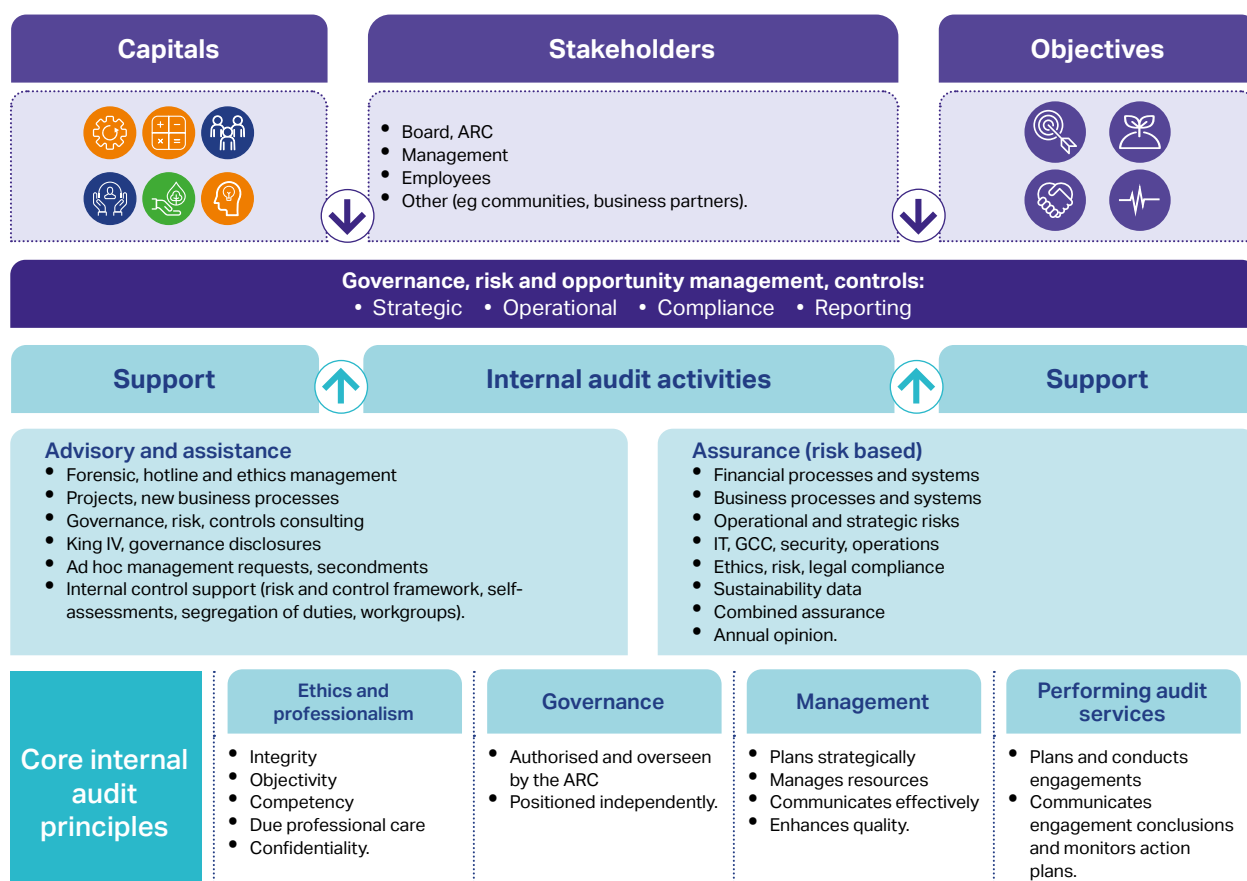 Capitals
Stakeholders
Objectives
• Board, ARC
• Management
• Employees
• Other (eg communities, business partners).
Governance, risk and opportunity management, controls:
• Strategic • Operational • Compliance • Reporting
Support
Internal audit activities
Support
Advisory and assistance
• Forensic, hotline and ethics management
• Projects, new business processes
• Governance, risk, controls consulting
• King IV, governance disclosures
• Ad hoc management requests, secondments
• Internal control support (risk and control framework, self-
assessments, segregation of duties, workgroups).
Assurance (risk based)
• Financial processes and systems
• Business processes and systems
• Operational and strategic risks
• IT, GCC, security, operations
• Ethics, risk, legal compliance
• Sustainability data
• Combined assurance
• Annual opinion.
Core internal
audit
principles
Ethics and
professionalism
• Integrity
• Objectivity
• Competency
• Due professional care
• Confidentiality.
Governance
• Authorised and overseen
by the ARC
• Positioned independently.
Management
• Plans strategically
• Manages resources
• Communicates effectively
• Enhances quality.
Performing audit
services
• Plans and conducts
engagements
• Communicates
engagement conclusions
and monitors action
plans.